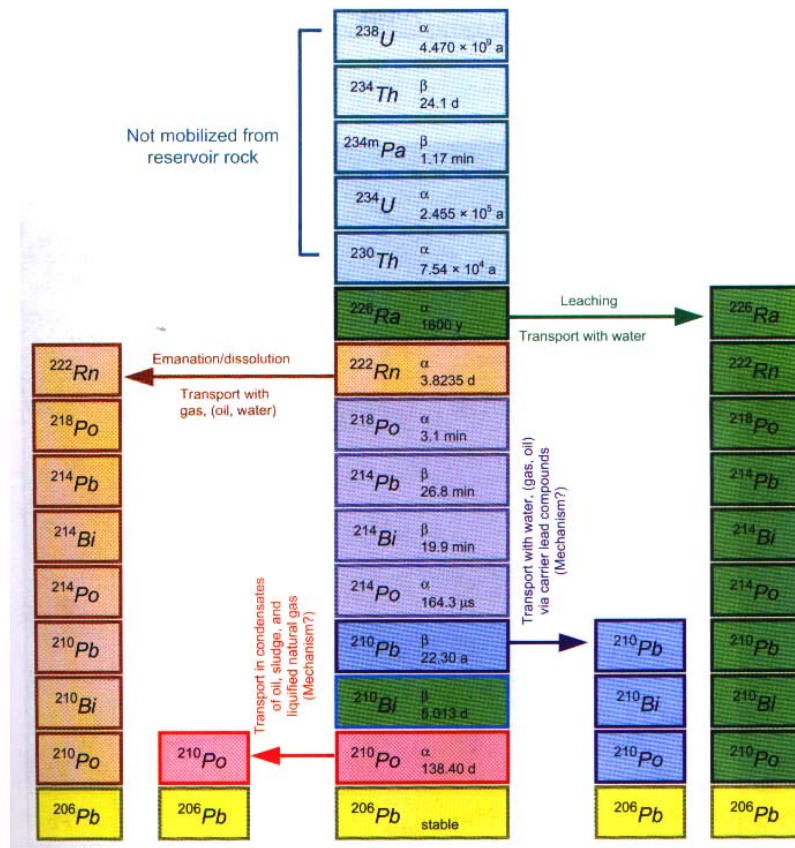 ²³⁸U α
4.470 × 10⁹ a
²³⁴Th β
24.1 d
²³⁴ᵐPa β
1.17 min
²³⁴U α
2.455 × 10⁵ a
²³⁰Th α
7.54 × 10⁴ a
Not mobilized from
reservoir rock
²²⁶Ra α
1600 y
Leaching
Transport with water
²²⁶Ra
²²²Rn
²¹⁸Po
²¹⁴Pb
²¹⁴Bi
²¹⁴Po
²¹⁰Pb
²¹⁰Bi
²¹⁰Po
²⁰⁶Pb
²²²Rn α
3.8235 d
Emanation/dissolution
Transport with
gas, (oil, water)
²²²Rn
²¹⁸Po
²¹⁴Pb
²¹⁴Bi
²¹⁴Po
²¹⁰Pb
²¹⁰Bi
²¹⁰Po
²⁰⁶Pb
²¹⁸Po α
3.1 min
²¹⁴Pb β
26.8 min
²¹⁴Bi β
19.9 min
²¹⁴Po α
164.3 µs
²¹⁰Pb β
22.30 a
Transport with water, (gas, oil)
via carrier lead compounds
(Mechanism?)
²¹⁰Pb
²¹⁰Bi
²¹⁰Po
²⁰⁶Pb
²¹⁰Bi β
5.013 d
²¹⁰Po α
138.40 d
Transport in condensates
of oil, sludge, and
liquified natural gas
(Mechanism?)
²¹⁰Po
²⁰⁶Pb
²⁰⁶Pb stable